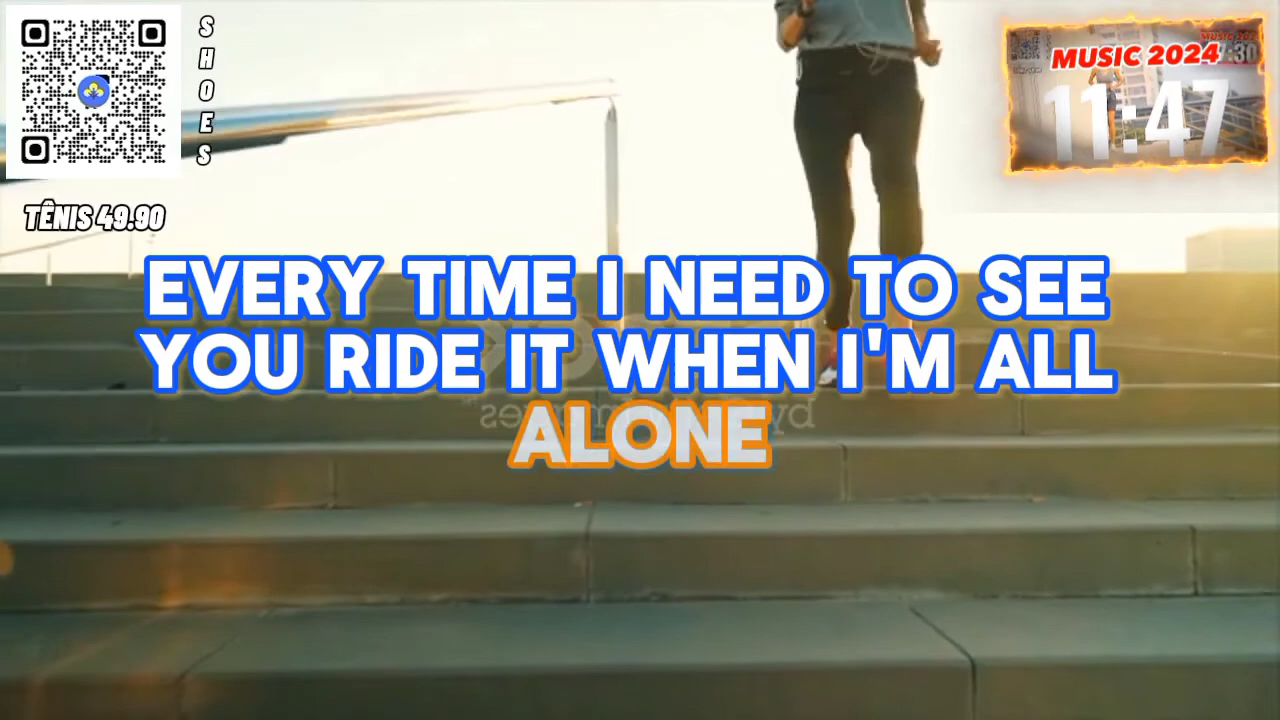 SHOES
TÊNIS 49.90
MUSIC 2024
11:47
EVERY TIME I NEED TO SEE
YOU RIDE IT WHEN I'M ALL
ALONE